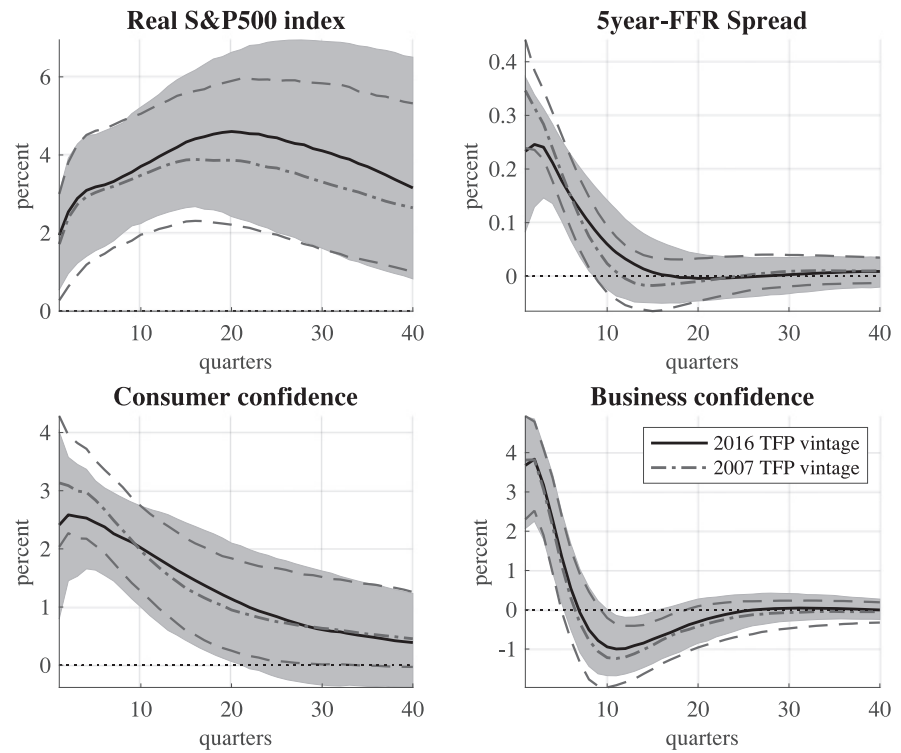 Real S&P500 index
percent
6
4
2
0
10 20 30 40
quarters
5year-FFR Spread
percent
0.4
0.3
0.2
0.1
0
10 20 30 40
quarters
Consumer confidence
percent
4
3
2
1
0
10 20 30 40
quarters
Business confidence
2016 TFP vintage
2007 TFP vintage
percent
4
3
2
1
0
-1
10 20 30 40
quarters